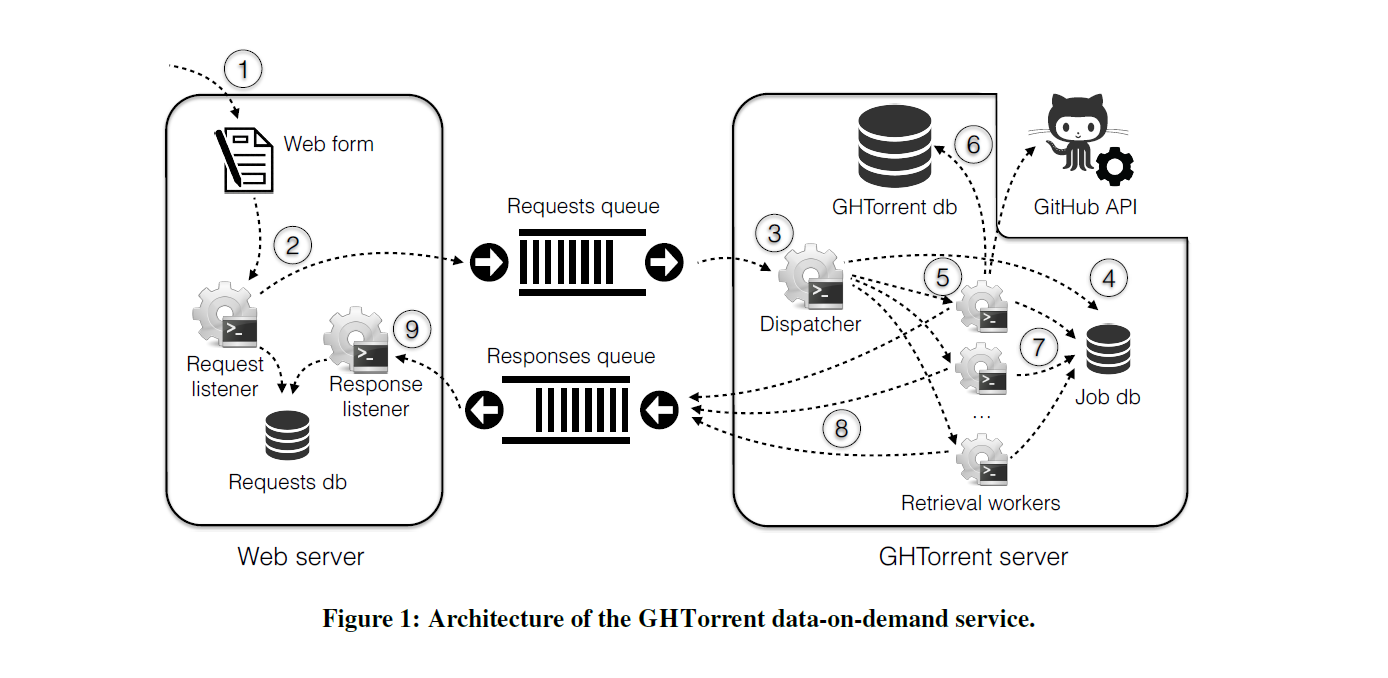 1
Web form
2
Request
listener
9
Response
listener
Requests db
Web server
Requests queue
Responses queue
GHTorrent db
6
GitHub API
3
Dispatcher
5
4
7
Job db
...
8
Retrieval workers
GHTorrent server
>_
>_
>_
>_
>_
>_
Figure 1: Architecture of the GHTorrent data-on-demand service.